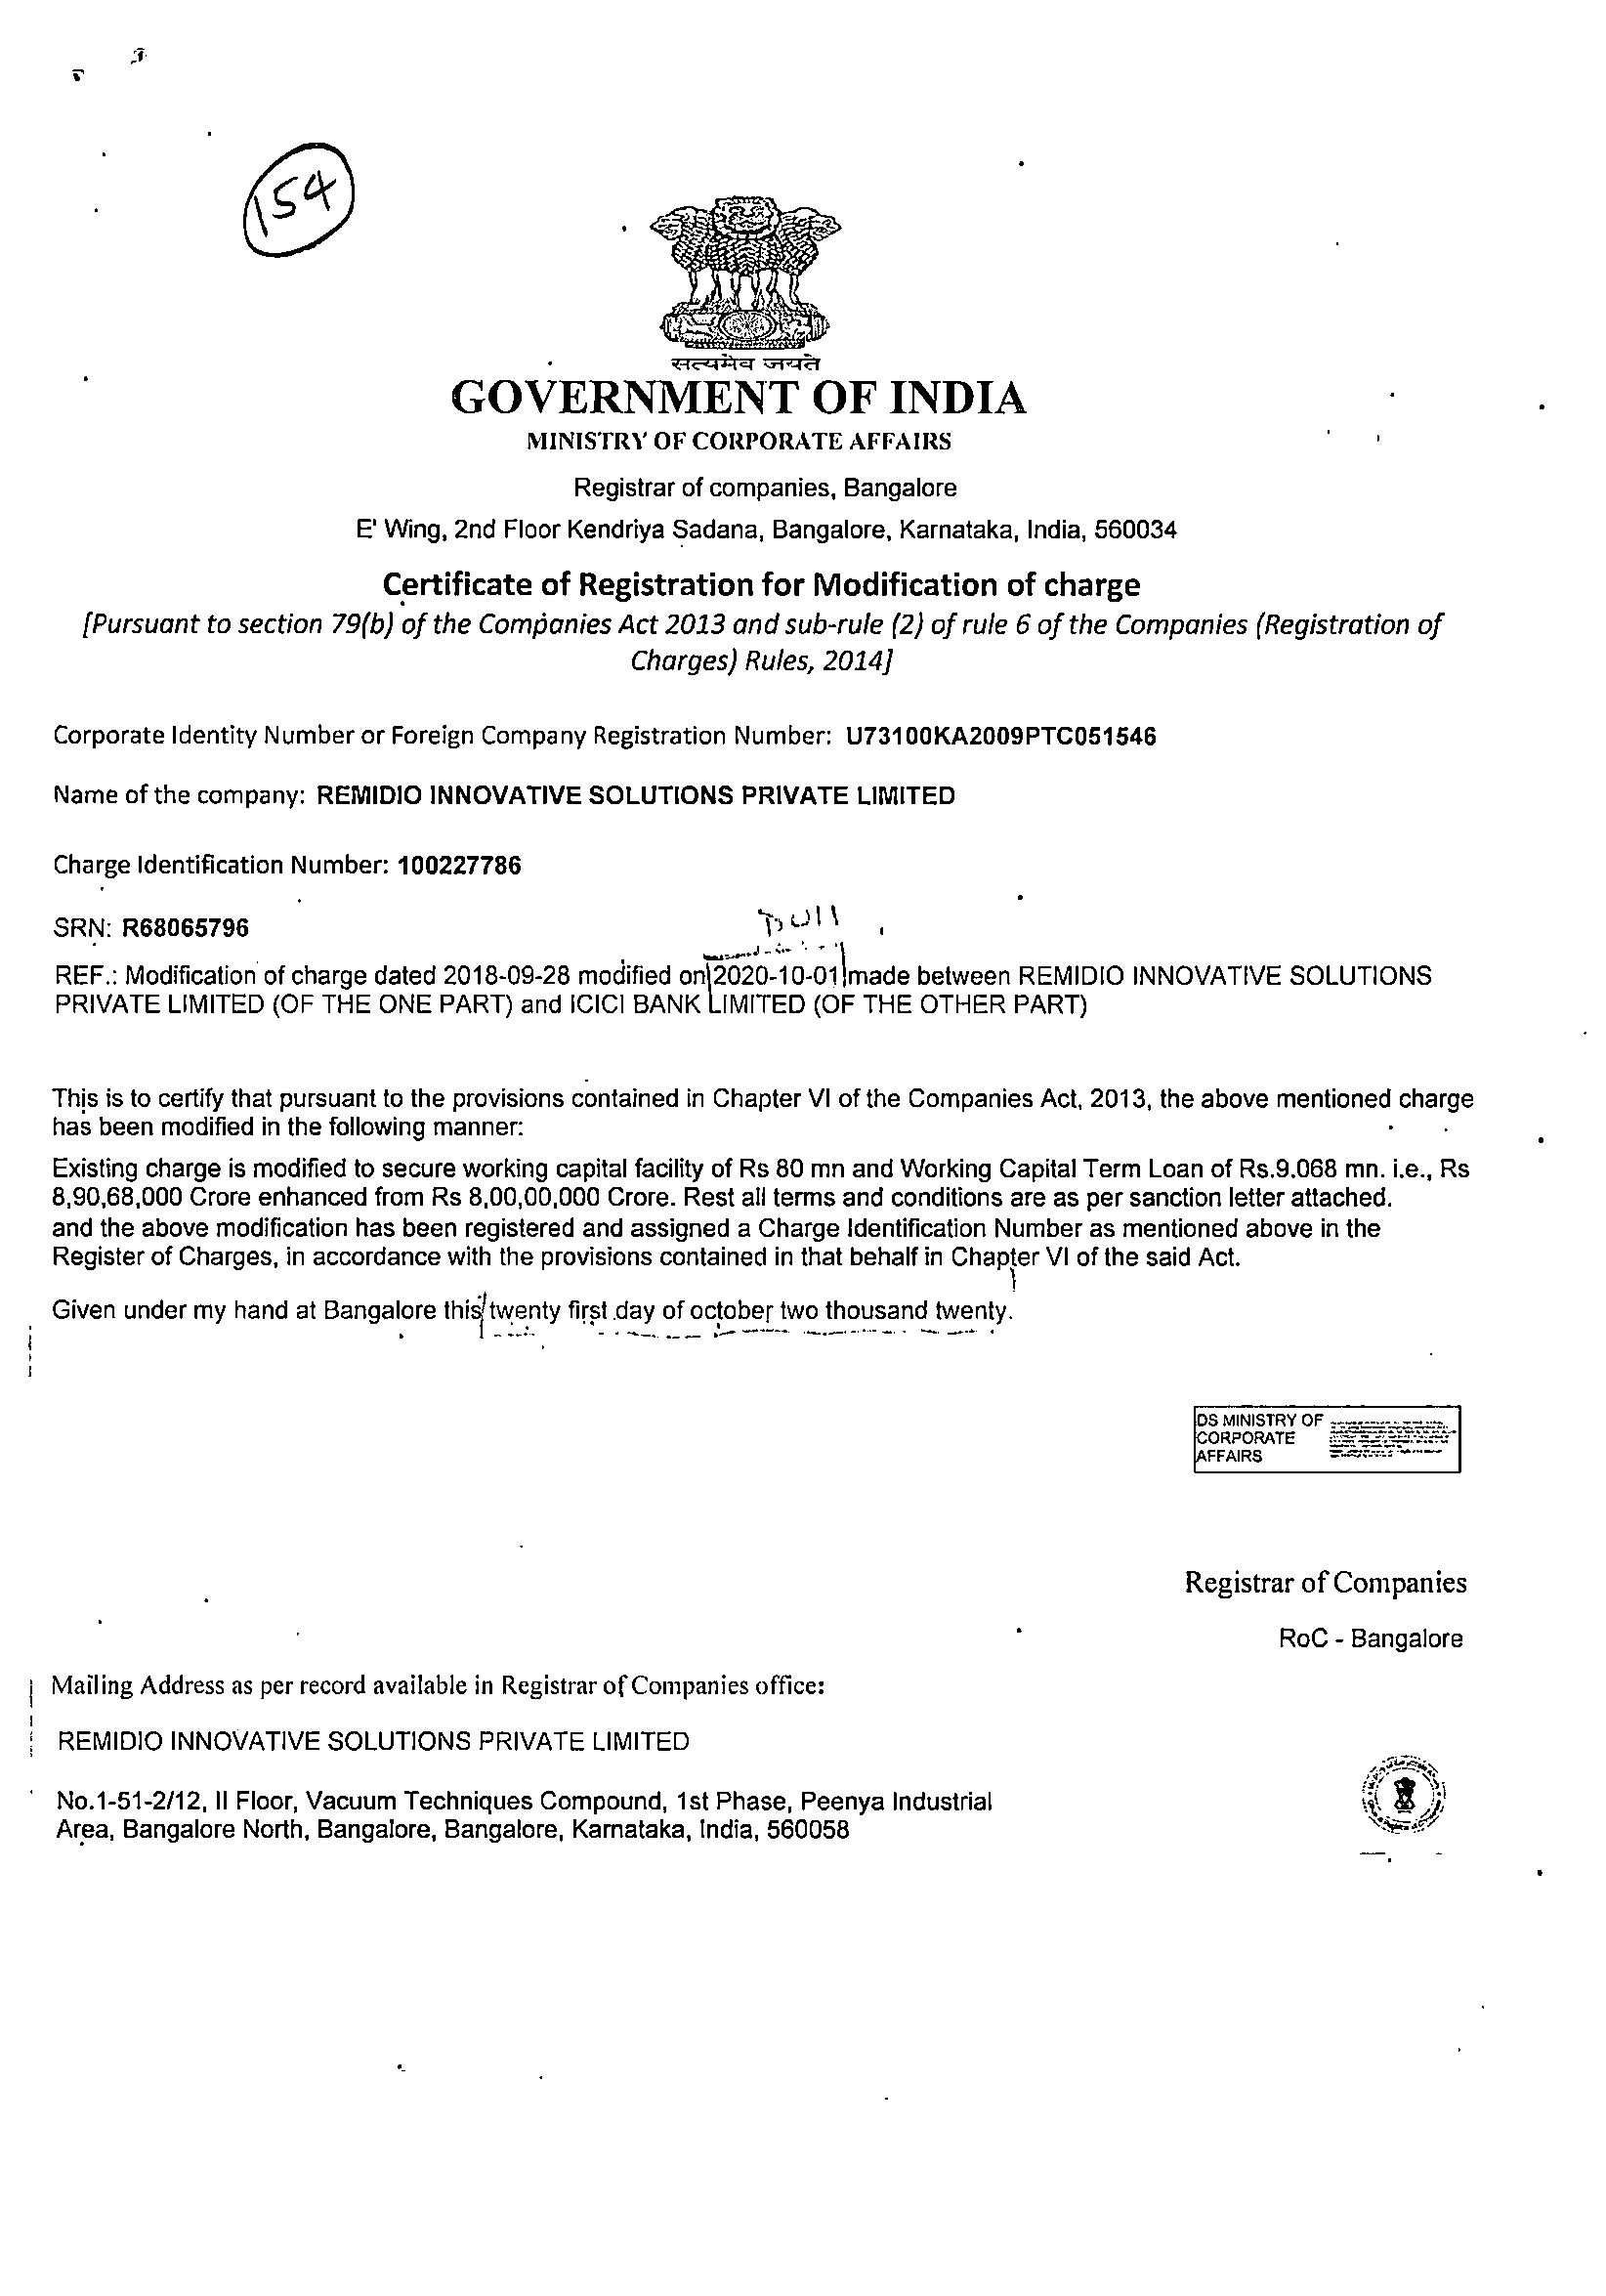 154
सत्यमेव जयते
GOVERNMENT OF INDIA
MINISTRY OF CORPORATE AFFAIRS
Registrar of companies, Bangalore
E' Wing, 2nd Floor Kendriya Sadana, Bangalore, Karnataka, India, 560034
Certificate of Registration for Modification of charge
[Pursuant to section 79(b) of the Companies Act 2013 and sub-rule (2) of rule 6 of the Companies (Registration of
Charges) Rules, 2014]
Corporate Identity Number or Foreign Company Registration Number: U73100KA2009PTC051546
Name of the company: REMIDIO INNOVATIVE SOLUTIONS PRIVATE LIMITED
Charge Identification Number: 100227786
SRN: R68065796
REF.: Modification of charge dated 2018-09-28 modified on 2020-10-01 made between REMIDIO INNOVATIVE SOLUTIONS
PRIVATE LIMITED (OF THE ONE PART) and ICICI BANK LIMITED (OF THE OTHER PART)
This is to certify that pursuant to the provisions contained in Chapter VI of the Companies Act, 2013, the above mentioned charge
has been modified in the following manner:
Existing charge is modified to secure working capital facility of Rs 80 mn and Working Capital Term Loan of Rs.9.068 mn. i.e., Rs
8,90,68,000 Crore enhanced from Rs 8,00,00,000 Crore. Rest all terms and conditions are as per sanction letter attached.
and the above modification has been registered and assigned a Charge Identification Number as mentioned above in the
Register of Charges, in accordance with the provisions contained in that behalf in Chapter VI of the said Act.
Given under my hand at Bangalore this twenty first day of october two thousand twenty.
DS MINISTRY OF
CORPORATE
AFFAIRS
Registrar of Companies
RoC - Bangalore
Mailing Address as per record available in Registrar of Companies office:
REMIDIO INNOVATIVE SOLUTIONS PRIVATE LIMITED
No.1-51-2/12, II Floor, Vacuum Techniques Compound, 1st Phase, Peenya Industrial
Area, Bangalore North, Bangalore, Bangalore, Karnataka, India, 560058